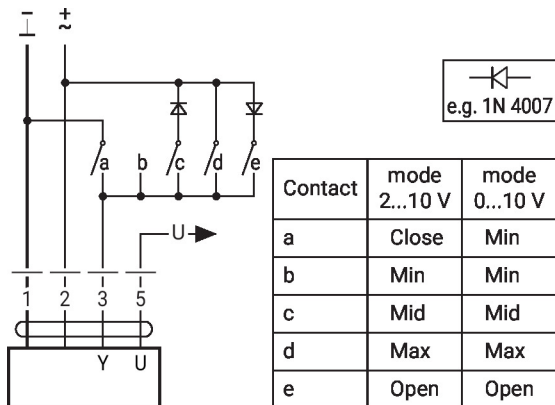 − +
⊥ ~
a b c d e
U
1 2 3 5
Y U
e.g. 1N 4007
Contact mode 2...10 V mode 0...10 V
a Close Min
b Min Min
c Mid Mid
d Max Max
e Open Open